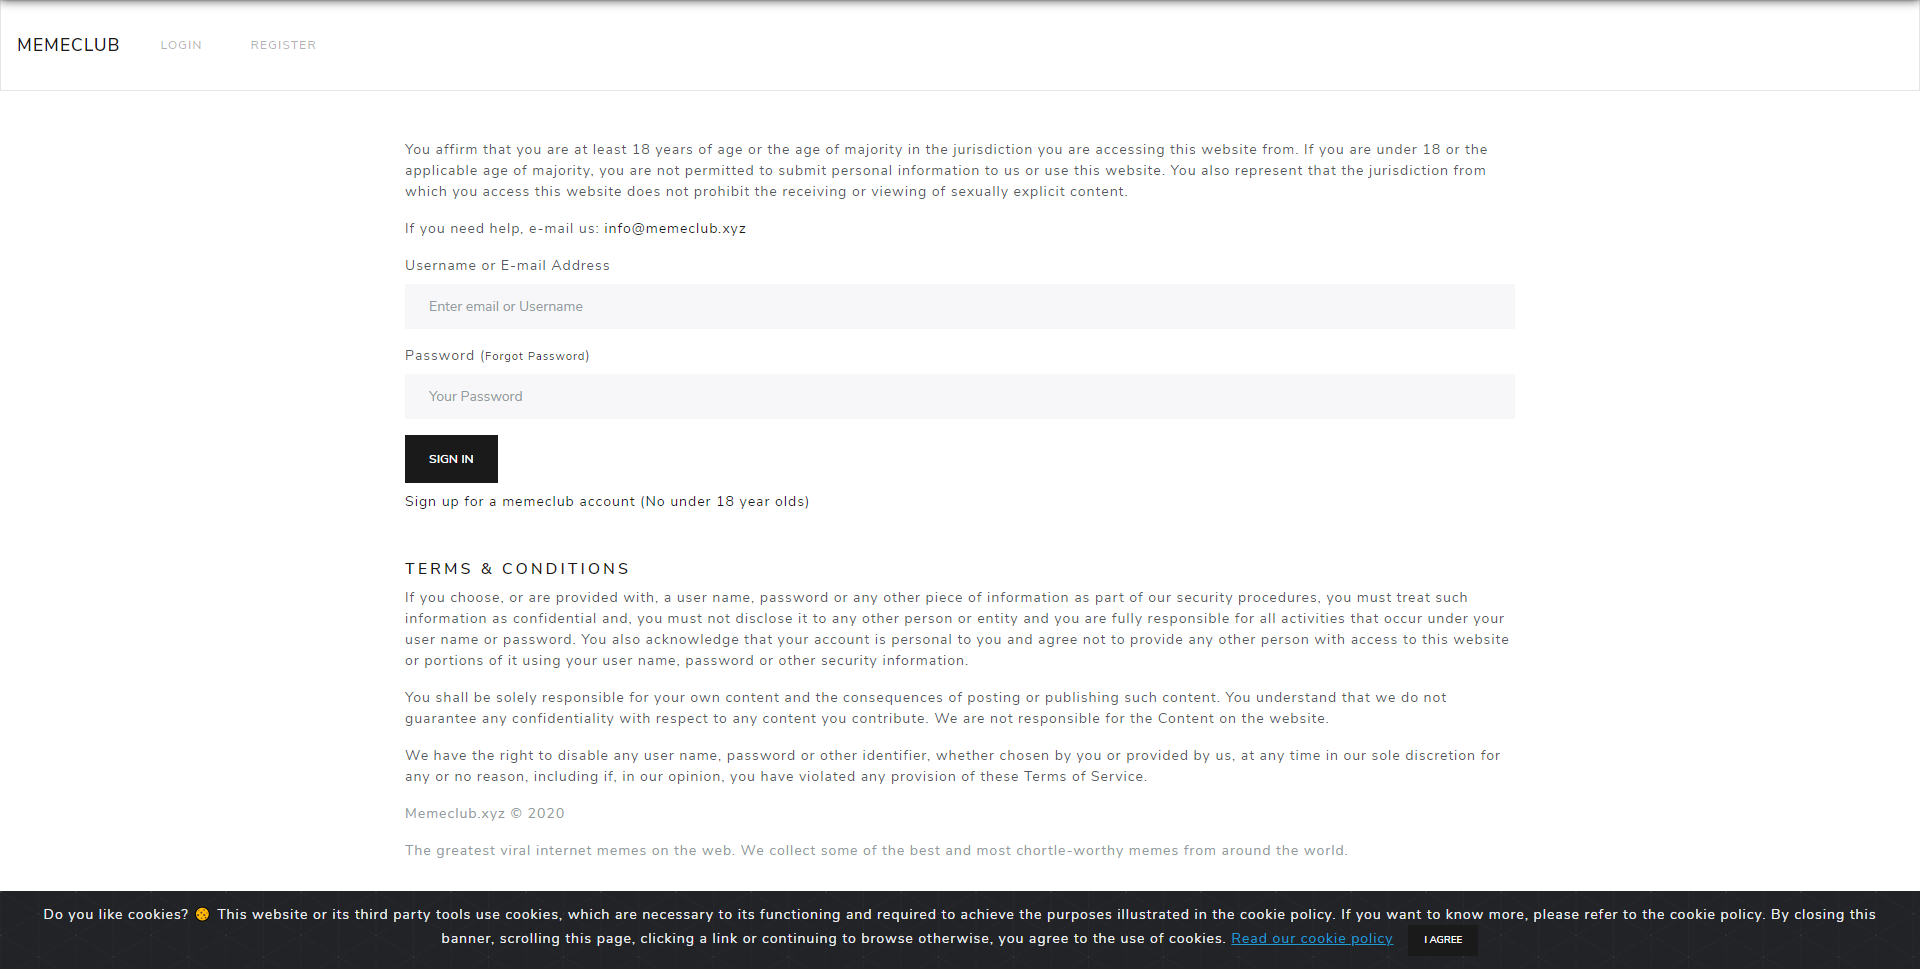 MEMECLUB LOGIN REGISTER
You affirm that you are at least 18 years of age or the age of majority in the jurisdiction you are accessing this website from. If you are under 18 or the
applicable age of majority, you are not permitted to submit personal information to us or use this website. You also represent that the jurisdiction from
which you access this website does not prohibit the receiving or viewing of sexually explicit content.
If you need help, e-mail us: info@memeclub.xyz
Username or E-mail Address
Enter email or Username
Password (Forgot Password)
Your Password
SIGN IN
Sign up for a memeclub account (No under 18 year olds)
TERMS & CONDITIONS
If you choose, or are provided with, a user name, password or any other piece of information as part of our security procedures, you must treat such
information as confidential and, you must not disclose it to any other person or entity and you are fully responsible for all activities that occur under your
user name or password. You also acknowledge that your account is personal to you and agree not to provide any other person with access to this website
or portions of it using your user name, password or other security information.
You shall be solely responsible for your own content and the consequences of posting or publishing such content. You understand that we do not
guarantee any confidentiality with respect to any content you contribute. We are not responsible for the Content on the website.
We have the right to disable any user name, password or other identifier, whether chosen by you or provided by us, at any time in our sole discretion for
any or no reason, including if, in our opinion, you have violated any provision of these Terms of Service.
Memeclub.xyz © 2020
The greatest viral internet memes on the web. We collect some of the best and most chortle-worthy memes from around the world.
Do you like cookies? 🍪 This website or its third party tools use cookies, which are necessary to its functioning and required to achieve the purposes illustrated in the cookie policy. If you want to know more, please refer to the cookie policy. By closing this
banner, scrolling this page, clicking a link or continuing to browse otherwise, you agree to the use of cookies. Read our cookie policy I AGREE